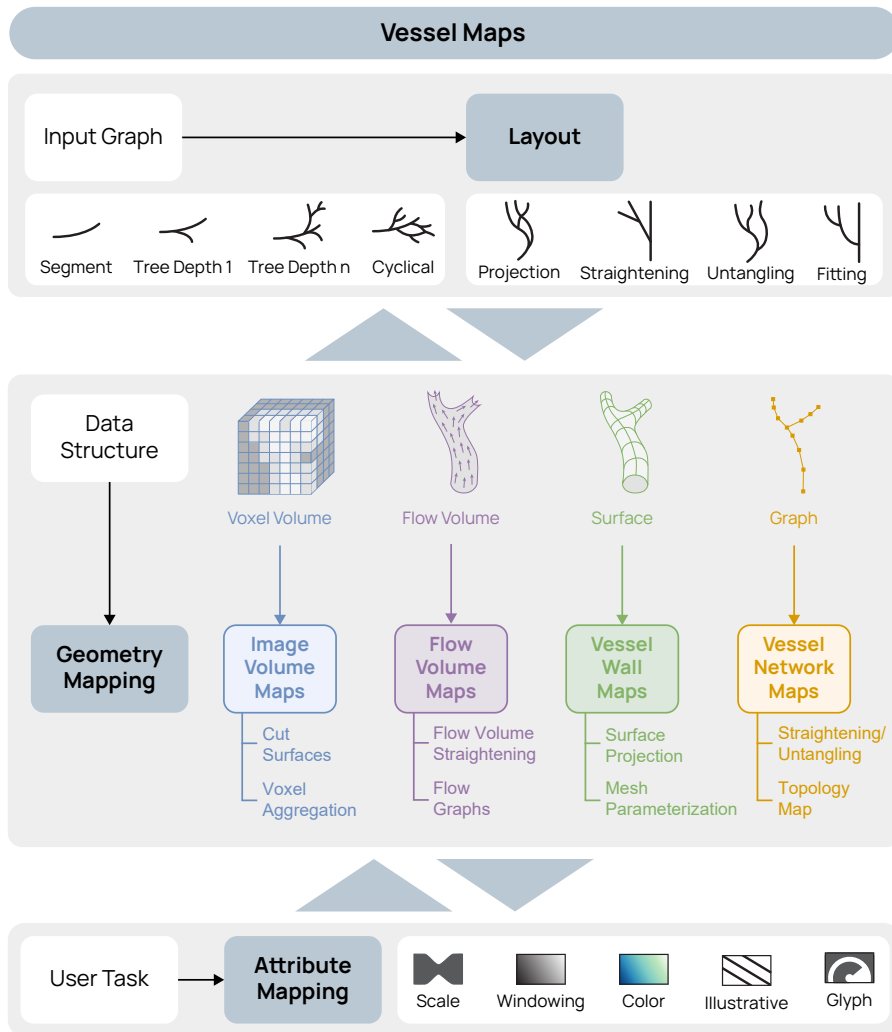 Vessel Maps
Input Graph
Layout
Segment
Tree Depth 1
Tree Depth n
Cyclical
Projection
Straightening
Untangling
Fitting
Data
Structure
Voxel Volume
Flow Volume
Surface
Graph
Geometry
Mapping
Image
Volume
Maps
Flow
Volume
Maps
Vessel
Wall
Maps
Vessel
Network
Maps
Cut
Surfaces
Voxel
Aggregation
Flow Volume
Straightening
Flow
Graphs
Surface
Projection
Mesh
Parameterization
Straightening/
Untangling
Topology
Map
User Task
Attribute
Mapping
Scale
Windowing
Color
Illustrative
Glyph